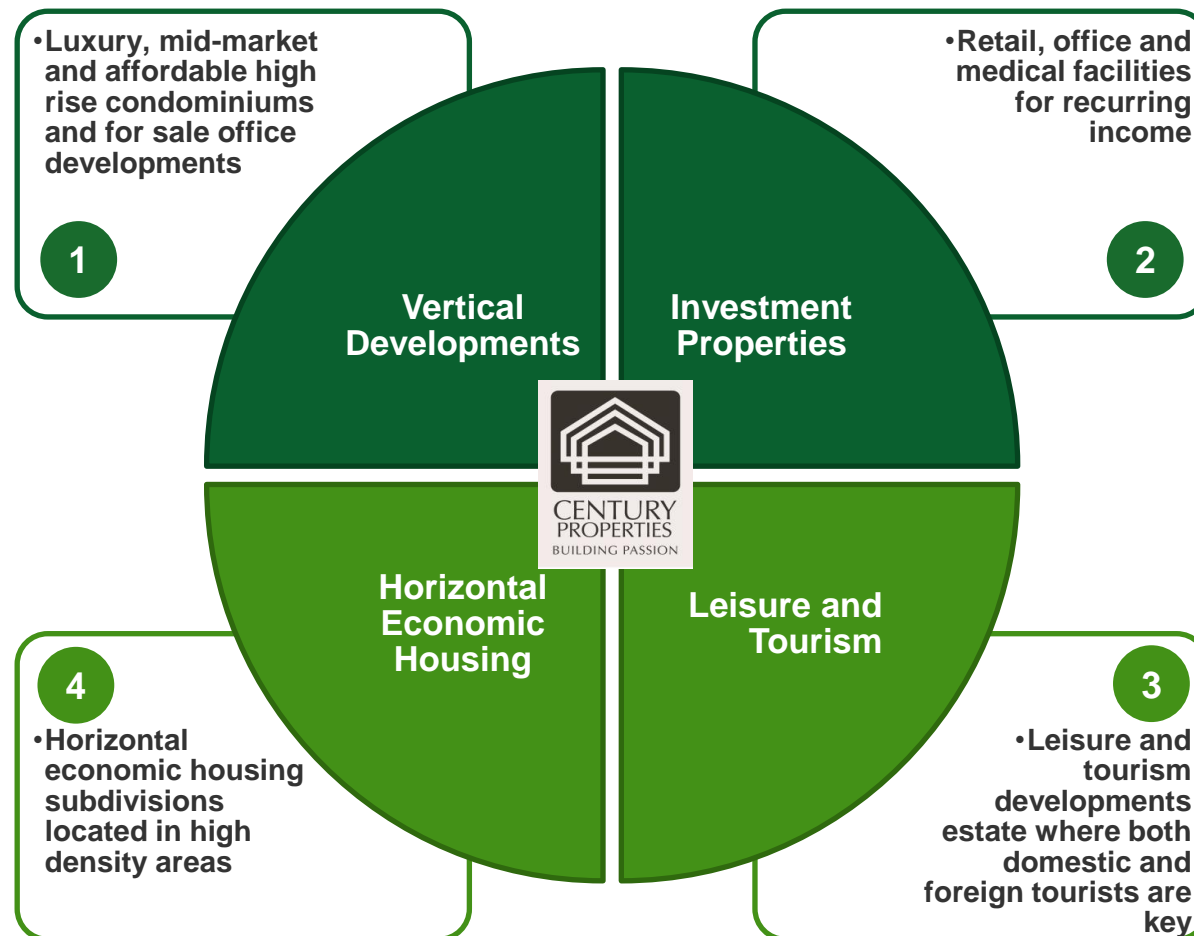 •Luxury, mid-market
and affordable high
rise condominiums
and for sale office
developments
1
•Retail, office and
medical facilities
for recurring
income
2
Vertical
Developments
Investment
Properties
CENTURY
PROPERTIES
BUILDING PASSION
Horizontal
Economic
Housing
Leisure and
Tourism
4
•Horizontal
economic housing
subdivisions
located in high
density areas
3
•Leisure and
tourism
developments
estate where both
domestic and
foreign tourists are
key